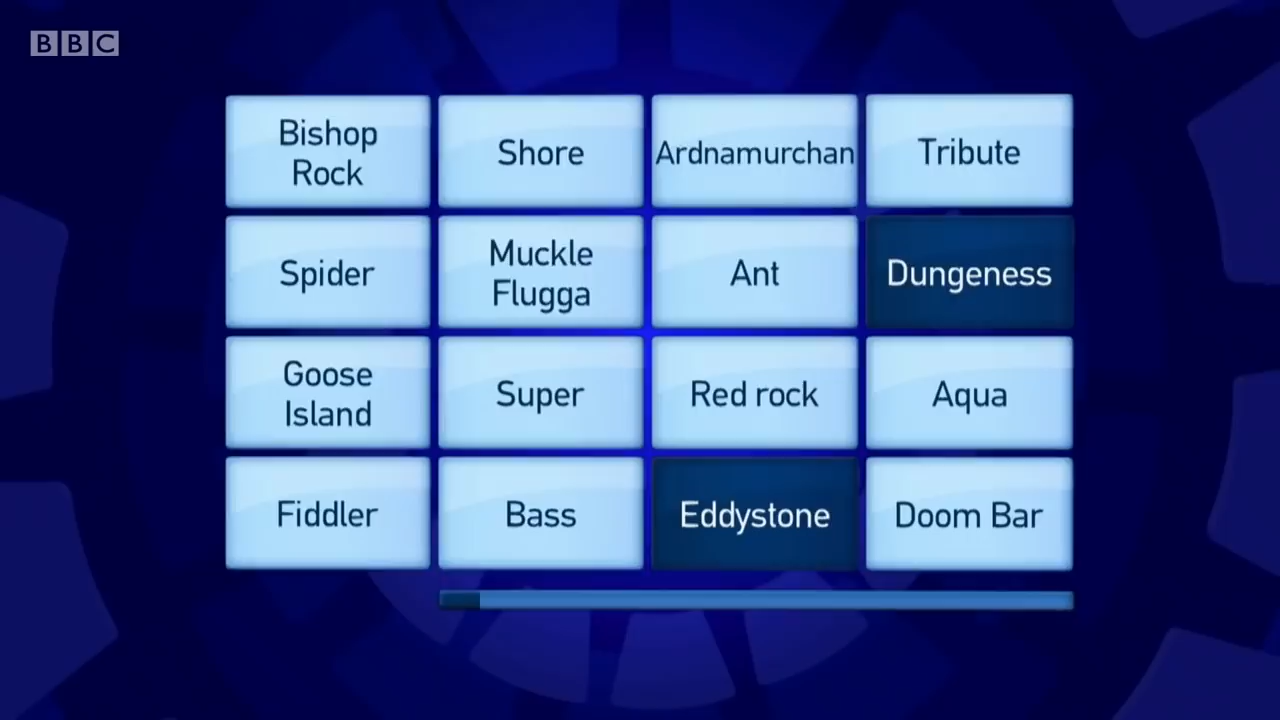 BBC
Bishop
Rock
Shore
Ardnamurchan
Tribute
Spider
Muckle
Flugga
Ant
Dungeness
Goose
Island
Super
Red rock
Aqua
Fiddler
Bass
Eddystone
Doom Bar